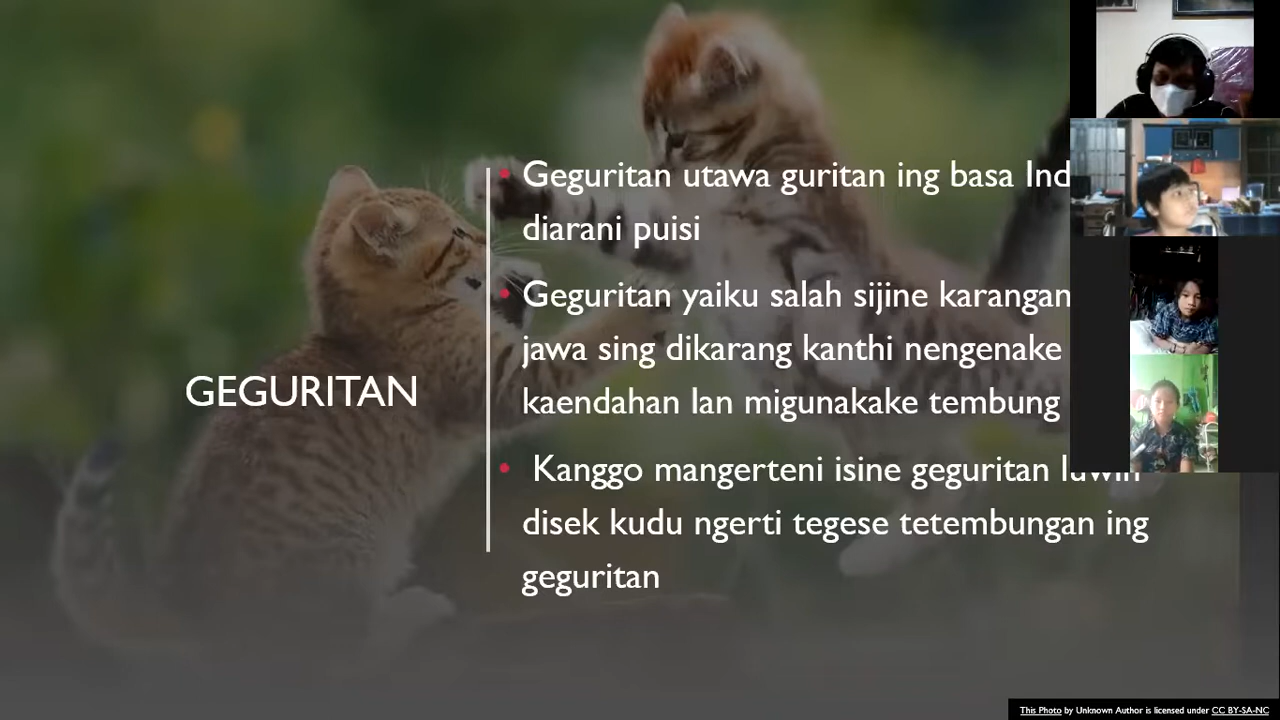 GEGURITAN
Geguritan utawa guritan ing basa
diarani puisi
Geguritan yaiku salah sijine karangan
jawa sing dikarang kanthi nengenake
kaendahan lan migunakake tembung
Kanggo mangerteni isine geguritan
disek kudu ngerti tegese tetembungan ing
geguritan
This Photo by Unknown Author is licensed under CC BY-SA-NC